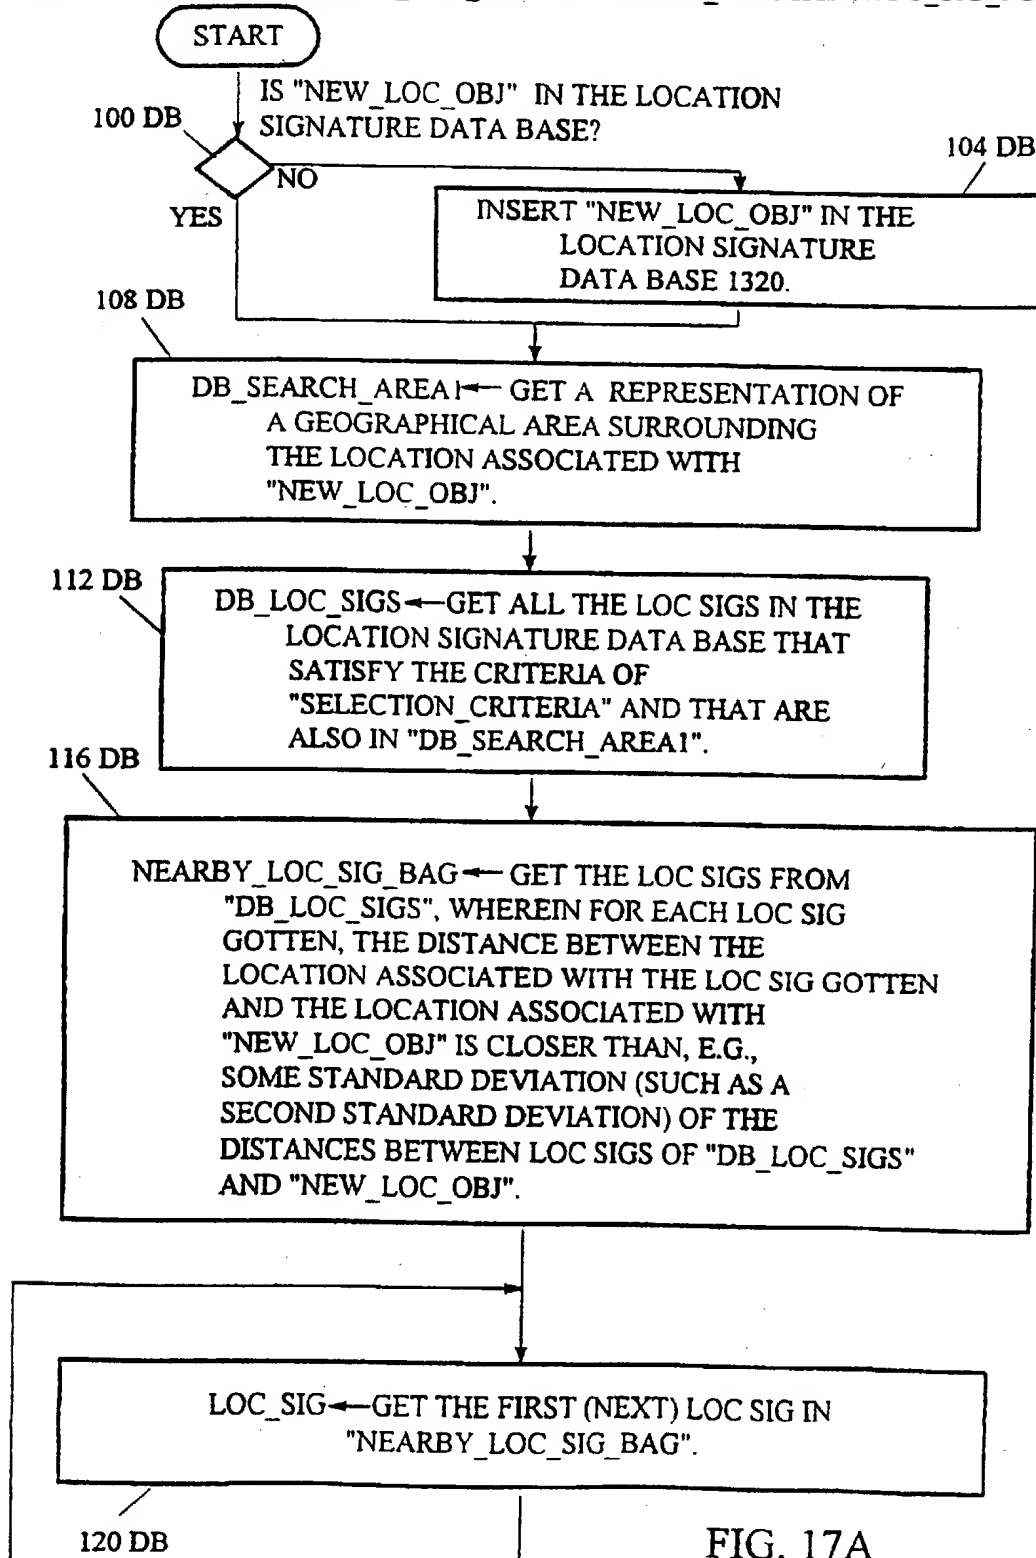 START
IS "NEW_LOC_OBJ" IN THE LOCATION
SIGNATURE DATA BASE?
100 DB
104 DB
NO
YES
INSERT "NEW_LOC_OBJ" IN THE
LOCATION SIGNATURE
DATA BASE 1320.
108 DB
DB_SEARCH_AREA1← GET A REPRESENTATION OF
A GEOGRAPHICAL AREA SURROUNDING
THE LOCATION ASSOCIATED WITH
"NEW_LOC_OBJ".
112 DB
DB_LOC_SIGS←GET ALL THE LOC SIGS IN THE
LOCATION SIGNATURE DATA BASE THAT
SATISFY THE CRITERIA OF
"SELECTION_CRITERIA" AND THAT ARE
ALSO IN "DB_SEARCH_AREA1".
116 DB
NEARBY_LOC_SIG_BAG← GET THE LOC SIGS FROM
"DB_LOC_SIGS", WHEREIN FOR EACH LOC SIG
GOTTEN, THE DISTANCE BETWEEN THE
LOCATION ASSOCIATED WITH THE LOC SIG GOTTEN
AND THE LOCATION ASSOCIATED WITH
"NEW_LOC_OBJ" IS CLOSER THAN, E.G.,
SOME STANDARD DEVIATION (SUCH AS A
SECOND STANDARD DEVIATION) OF THE
DISTANCES BETWEEN LOC SIGS OF "DB_LOC_SIGS"
AND "NEW_LOC_OBJ".
LOC_SIG←GET THE FIRST (NEXT) LOC SIG IN
"NEARBY_LOC_SIG_BAG".
120 DB
FIG. 17A